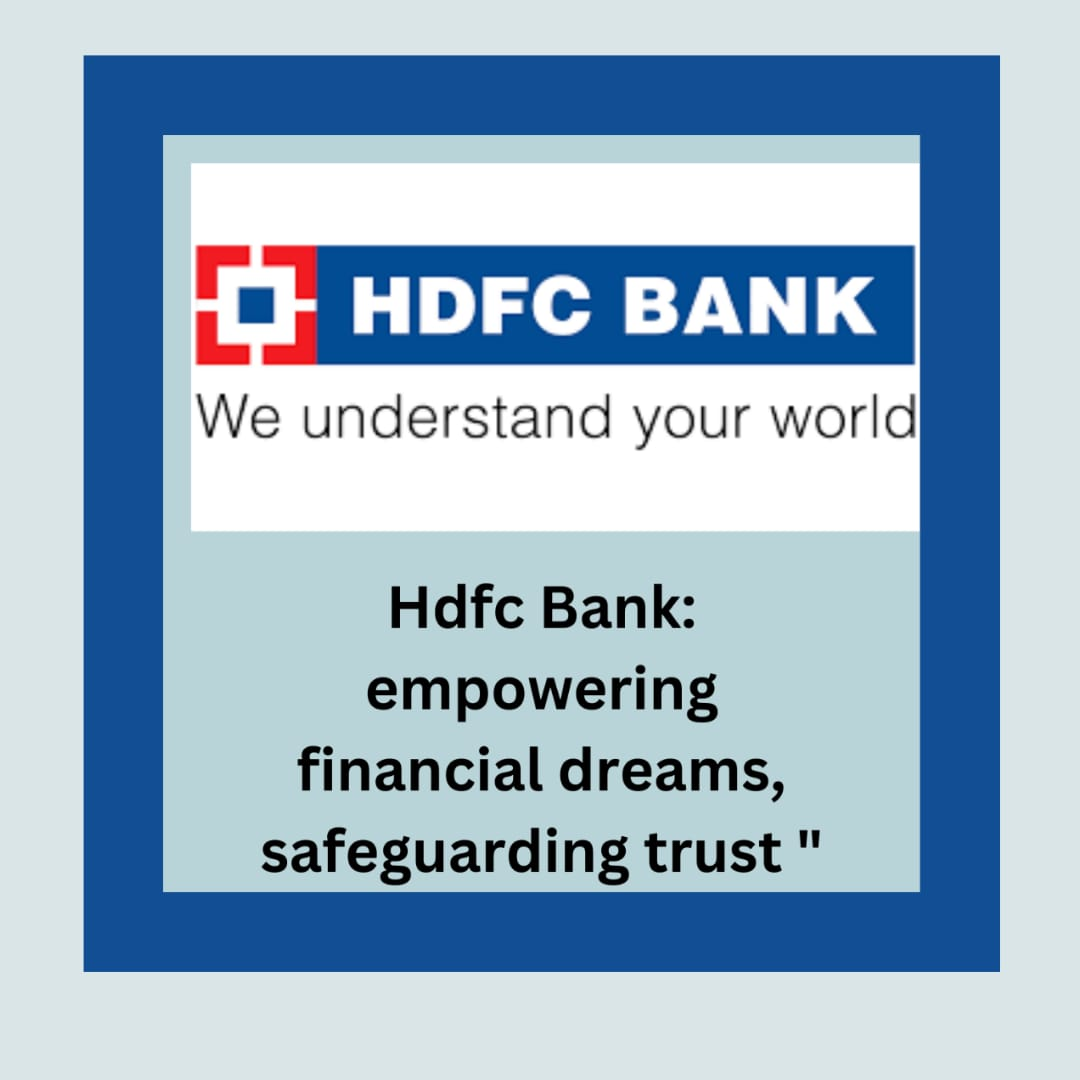 HDFC BANK
We understand your world
Hdfc Bank:
empowering
financial dreams,
safeguarding trust "